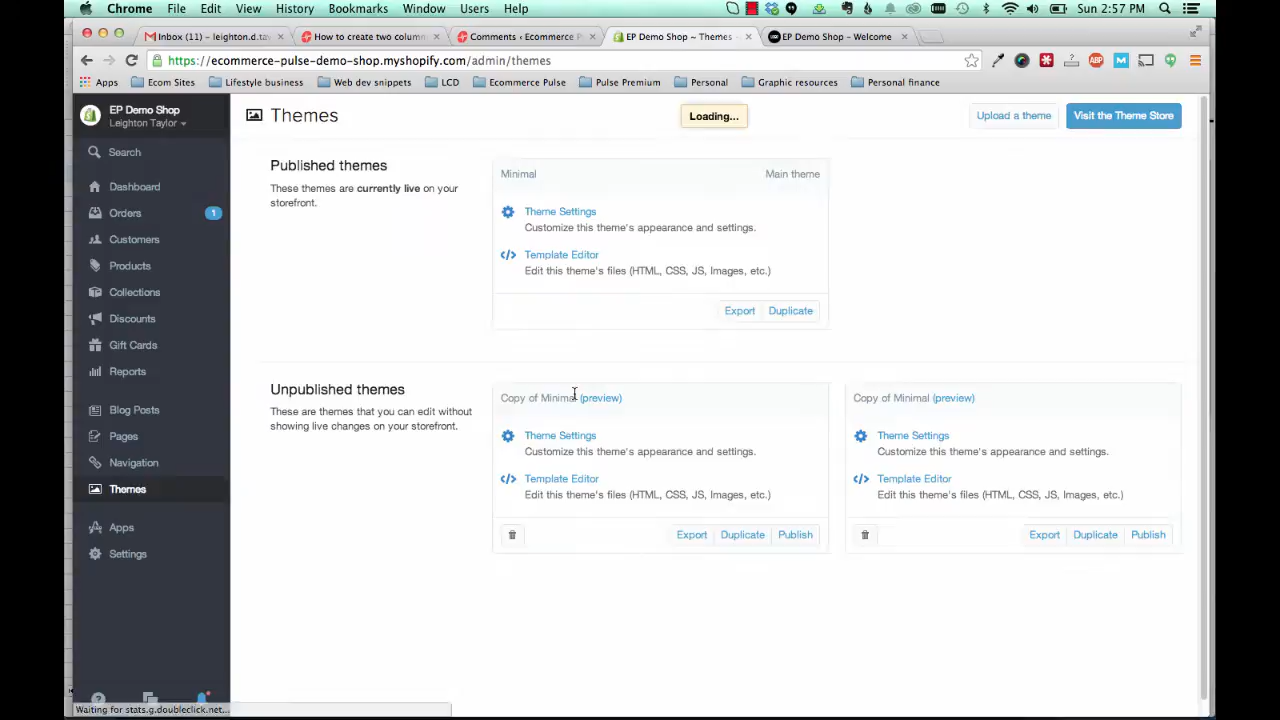 Chrome File Edit View History Bookmarks Window Users Help Sun 2:57 PM
Inbox (11) – leighton.d.tay How to create two column Comments ‹ Ecommerce P EP Demo Shop ~ Themes ~ EP Demo Shop – Welcome
https://ecommerce-pulse-demo-shop.myshopify.com/admin/themes
Apps Ecom Sites Lifestyle business Web dev snippets LCD Ecommerce Pulse Pulse Premium Personal Graphic resources Personal finance
EP Demo Shop
Leighton Taylor
Search
Dashboard
Orders 1
Customers
Products
Collections
Discounts
Gift Cards
Reports
Blog Posts
Pages
Navigation
Themes
Apps
Settings
Waiting for stats.g.doubleclick.net...
Themes
Loading...
Upload a theme Visit the Theme Store
Published themes
These themes are currently live on your
storefront.
Minimal Main theme
Theme Settings
Customize this theme's appearance and settings.
Template Editor
Edit this theme's files (HTML, CSS, JS, Images, etc.)
Export Duplicate
Unpublished themes
These are themes that you can edit without
showing live changes on your storefront.
Copy of Minimal (preview)
Theme Settings
Customize this theme's appearance and settings.
Template Editor
Edit this theme's files (HTML, CSS, JS, Images, etc.)
Export Duplicate Publish
Copy of Minimal (preview)
Theme Settings
Customize this theme's appearance and settings.
Template Editor
Edit this theme's files (HTML, CSS, JS, Images, etc.)
Export Duplicate Publish